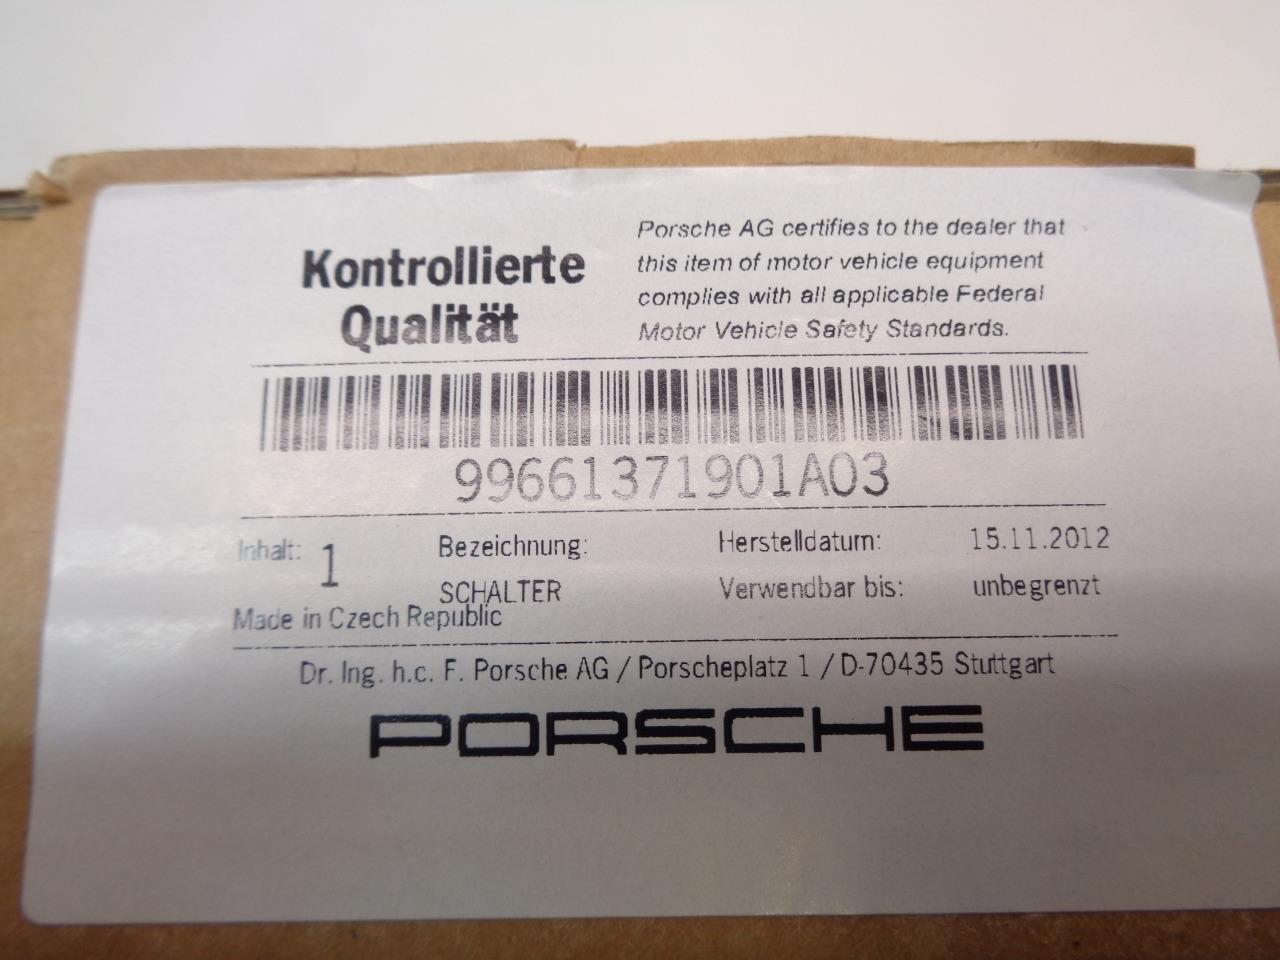 Kontrollierte
Qualität
Porsche AG certifies to the dealer that
this item of motor vehicle equipment
complies with all applicable Federal
Motor Vehicle Safety Standards.
99661371901A03
Inhalt: 1
Bezeichnung:
SCHALTER
Herstelldatum: 15.11.2012
Verwendbar bis: unbegrenzt
Made in Czech Republic
Dr. Ing. h.c. F. Porsche AG / Porscheplatz 1 / D-70435 Stuttgart
PORSCHE